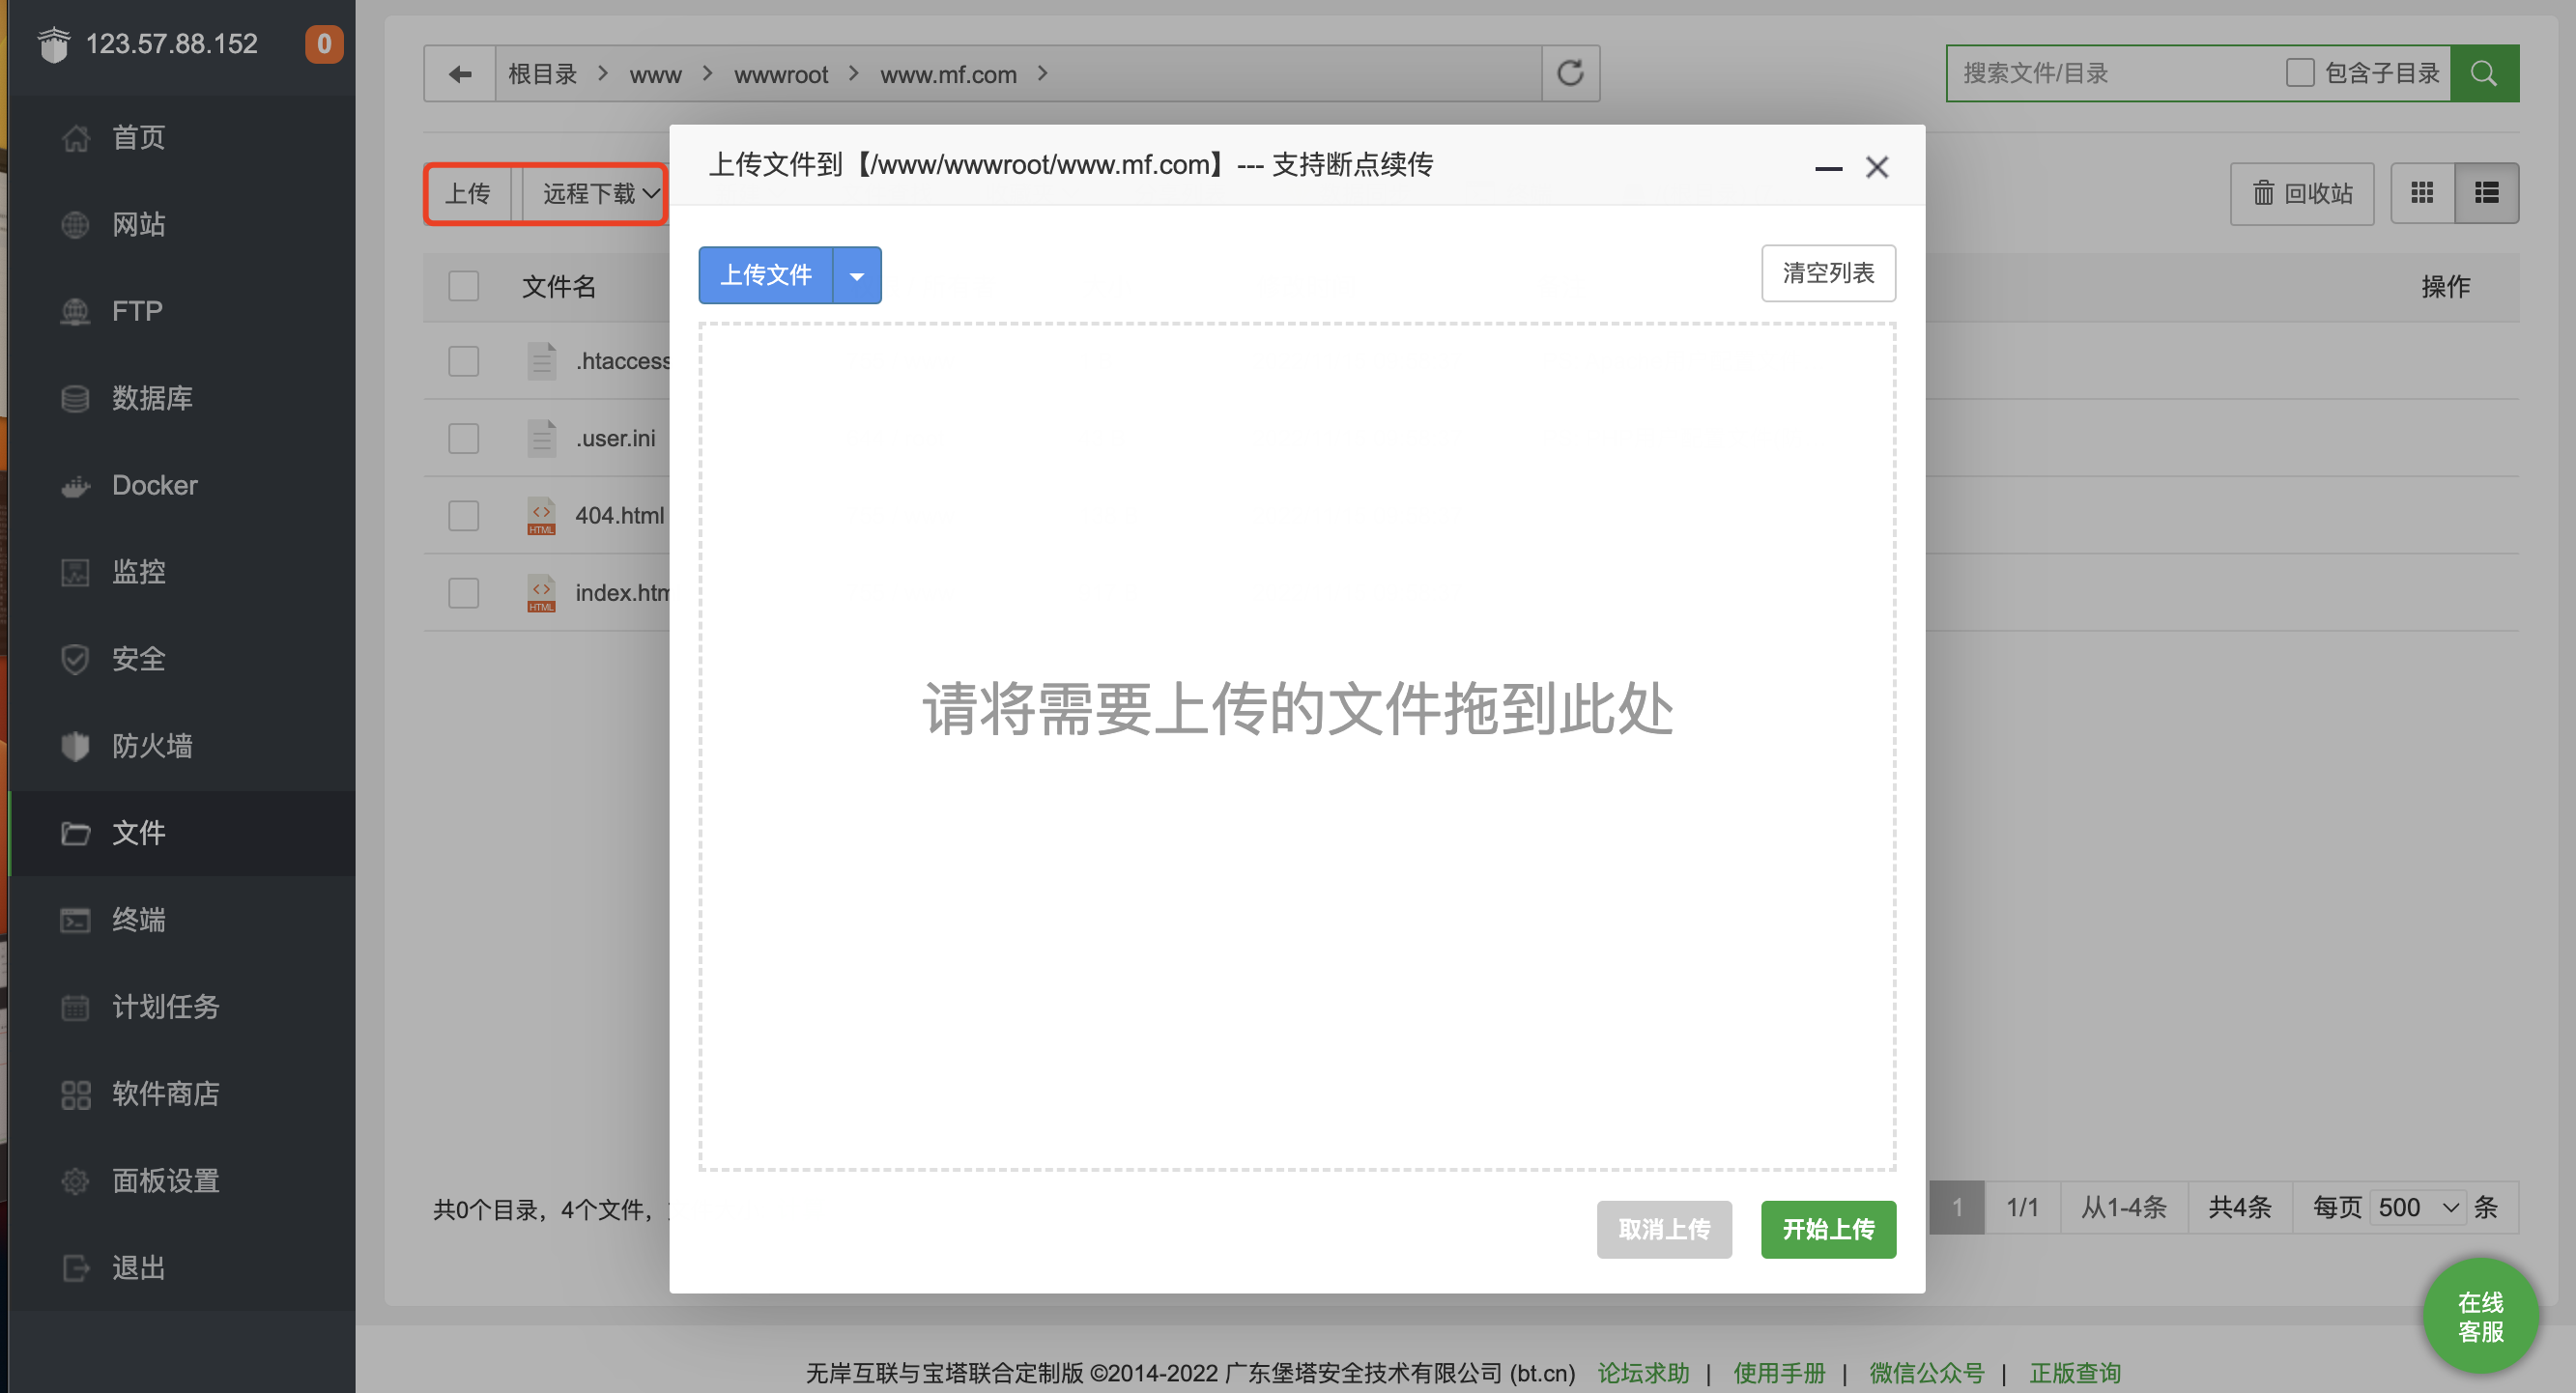 123.57.88.152
0
首页
网站
FTP
数据库
Docker
监控
安全
防火墙
文件
终端
计划任务
软件商店
面板设置
退出
根目录 > www > wwwroot > www.mf.com >
搜索文件/目录
包含子目录
上传
远程下载
回收站
文件名
操作
.htaccess
.user.ini
404.html
HTML
index.htm
HTML
上传文件到【/www/wwwroot/www.mf.com】--- 支持断点续传
上传文件
清空列表
请将需要上传的文件拖到此处
取消上传
开始上传
共0个目录，4个文件，
1
1/1
从1-4条
共4条
每页 500 条
在线
客服
无岸互联与宝塔联合定制版 ©2014-2022 广东堡塔安全技术有限公司 (bt.cn) 论坛求助 | 使用手册 | 微信公众号 | 正版查询